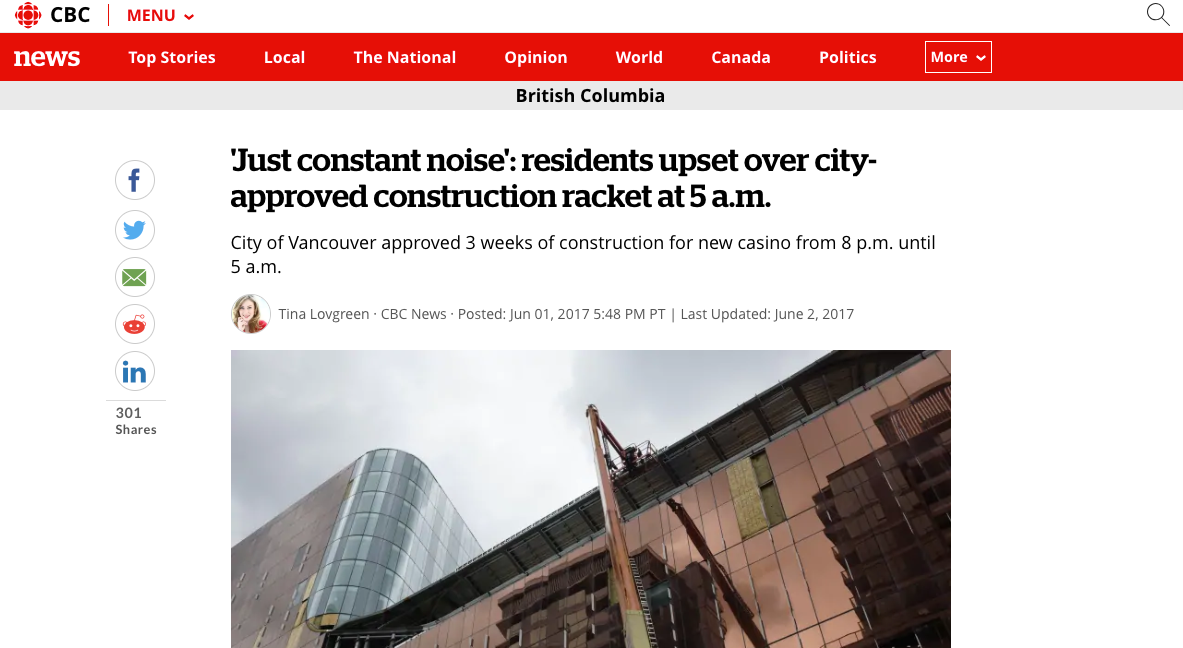 CBC MENU
news Top Stories Local The National Opinion World Canada Politics More
British Columbia
'Just constant noise': residents upset over city-
approved construction racket at 5 a.m.
City of Vancouver approved 3 weeks of construction for new casino from 8 p.m. until
5 a.m.
Tina Lovgreen · CBC News · Posted: Jun 01, 2017 5:48 PM PT | Last Updated: June 2, 2017
301
Shares